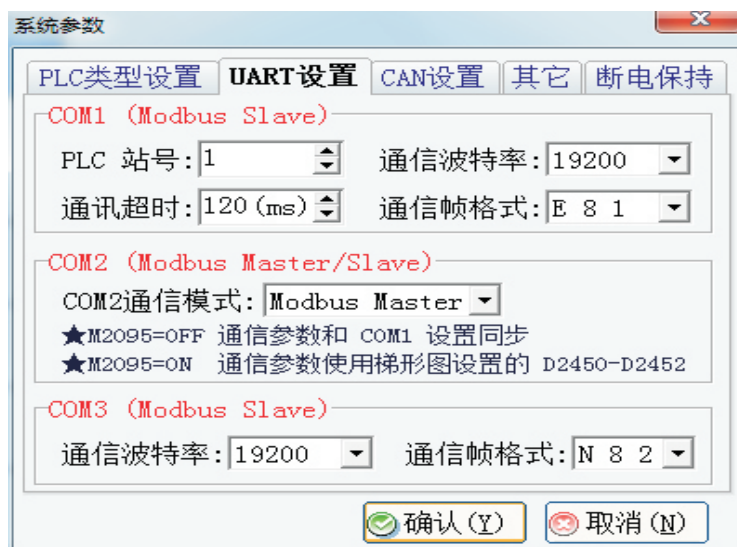 系统参数
PLC类型设置 UART设置 CAN设置 其它 断电保持
COM1 (Modbus Slave)
PLC 站号: 1 通信波特率: 19200
通讯超时: 120(ms) 通信帧格式: E 8 1
COM2 (Modbus Master/Slave)
COM2通信模式: Modbus Master
★M2095=OFF 通信参数和 COM1 设置同步
★M2095=ON 通信参数使用梯形图设置的 D2450-D2452
COM3 (Modbus Slave)
通信波特率: 19200 通信帧格式: N 8 2
确认(Y) 取消(N)